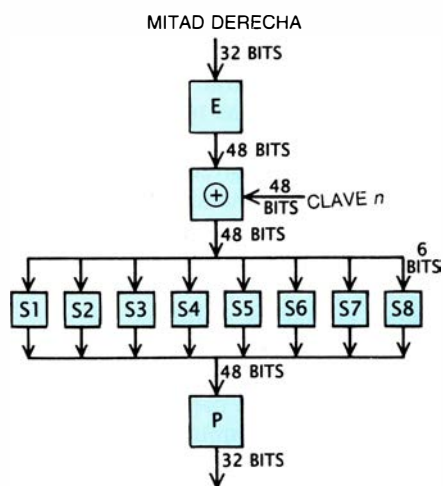 MITAD DERECHA
32 BITS
E
48 BITS
⊕
48 BITS CLAVE n
48 BITS
6 BITS
S1 S2 S3 S4 S5 S6 S7 S8
48 BITS
P
32 BITS